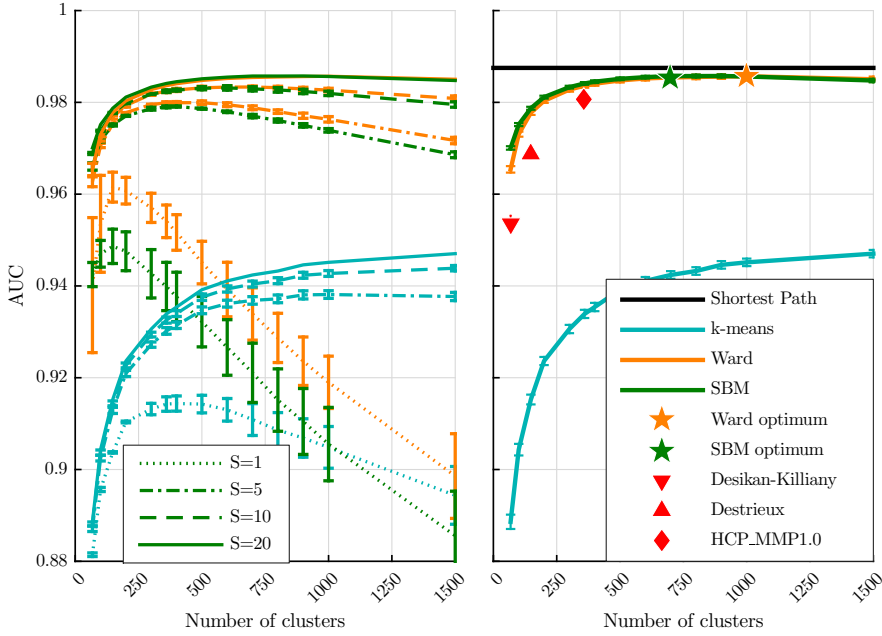 1
0.98
0.96
0.94
0.92
0.9
0.88
AUC
0
250
500
750
1000
1250
1500
Number of clusters
S=1
S=5
S=10
S=20
0
250
500
750
1000
1250
1500
Number of clusters
Shortest Path
k-means
Ward
SBM
Ward optimum
SBM optimum
Desikan-Killiany
Destrieux
HCP_MMP1.0